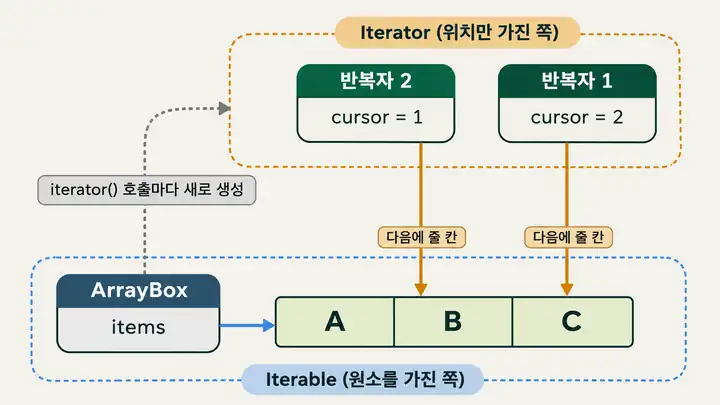 Iterator (위치만 가진 쪽)
반복자 2
cursor = 1
반복자 1
cursor = 2
iterator() 호출마다 새로 생성
다음에 줄 칸
다음에 줄 칸
ArrayBox
items
A
B
C
Iterable (원소를 가진 쪽)